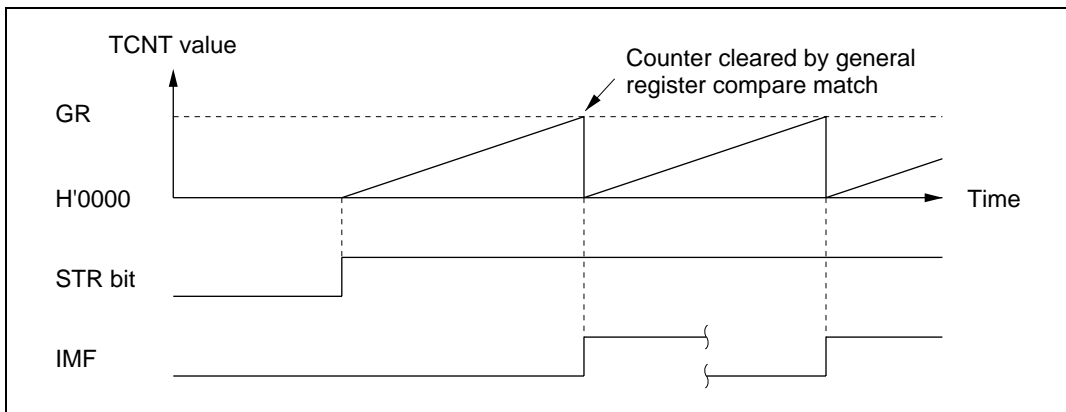 TCNT value
Counter cleared by general
register compare match
GR
H'0000
Time
STR bit
IMF